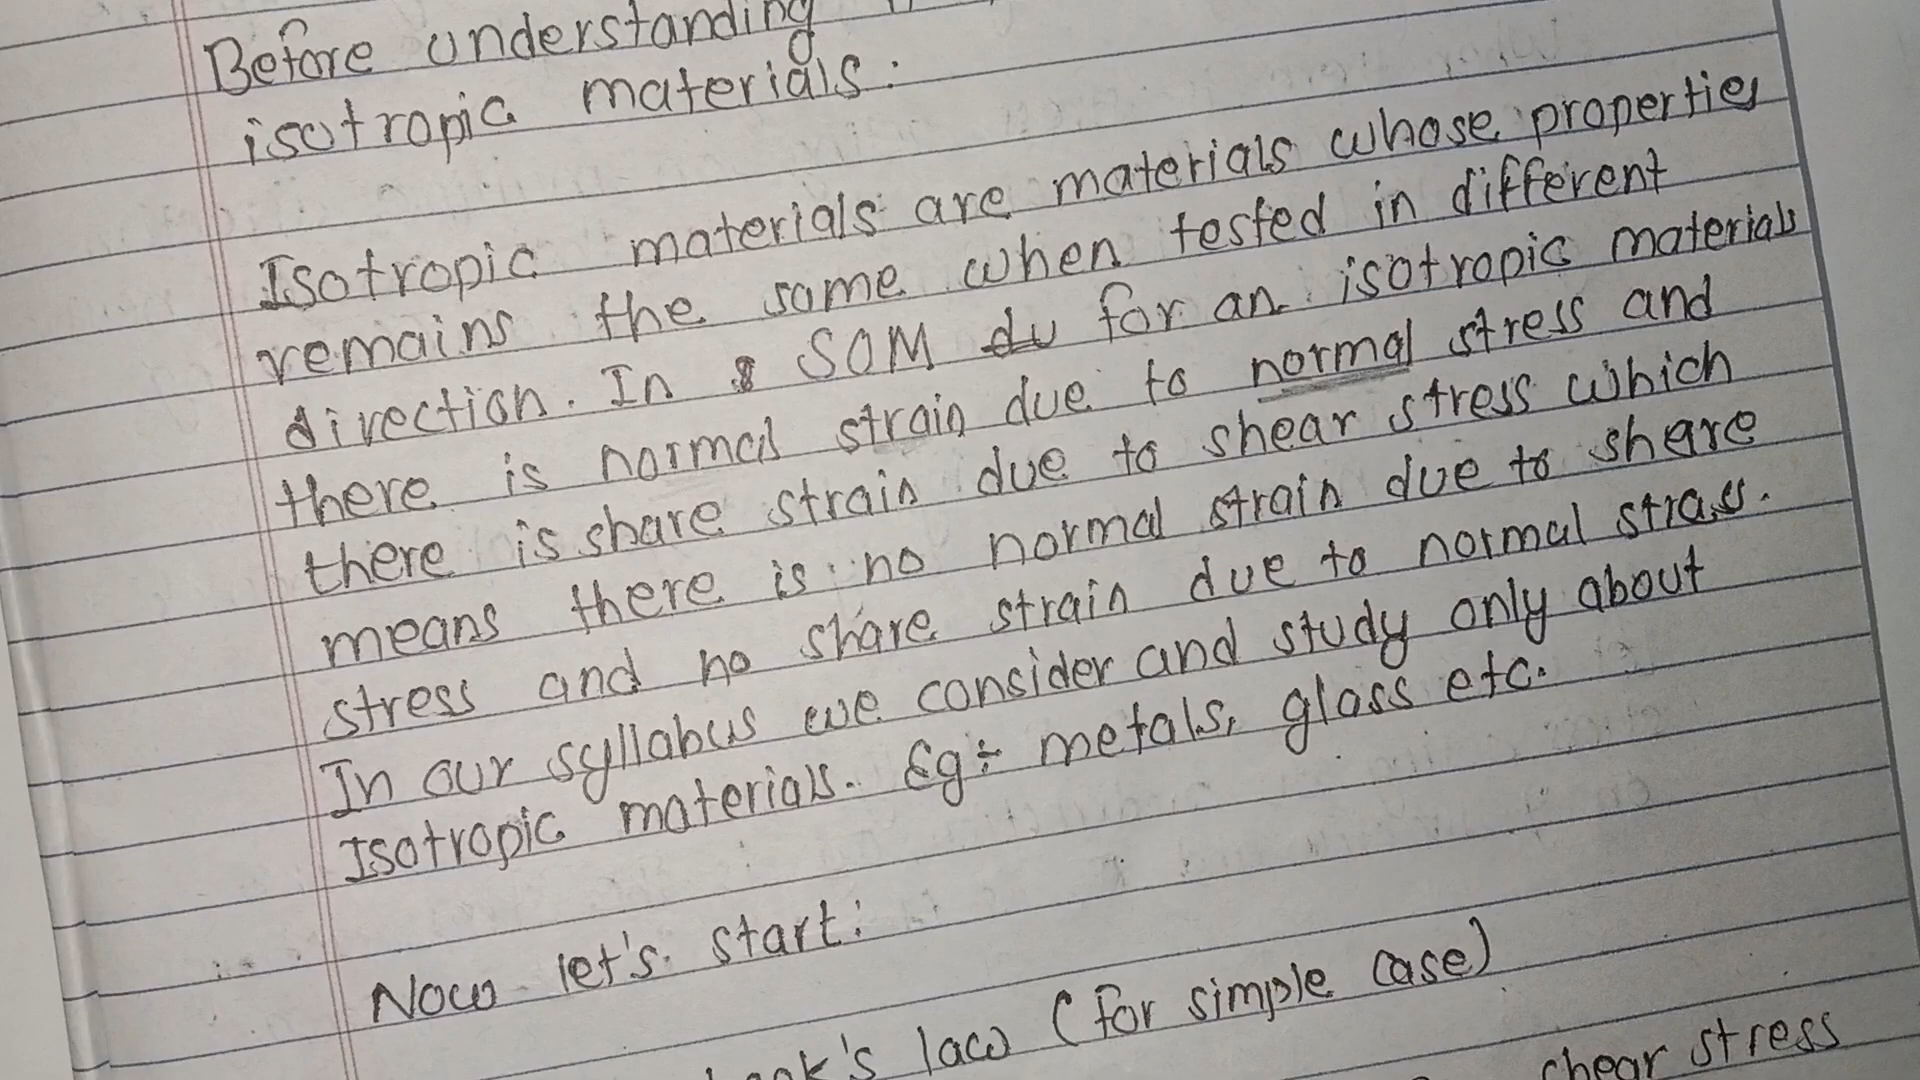 Before understanding
isotropic materials:
Isotropic materials are materials whose properties
remains the same when tested in different
direction. In SOM du for an isotropic materials
there is normal strain due to normal stress and
there is share strain due to shear stress which
means there is no normal strain due to share
stress and no share strain due to normal strass.
In our syllabus we consider and study only about
Isotropic materials. Eg:- metals, glass etc.
Now let's start:
law (for simple case)
shear stress